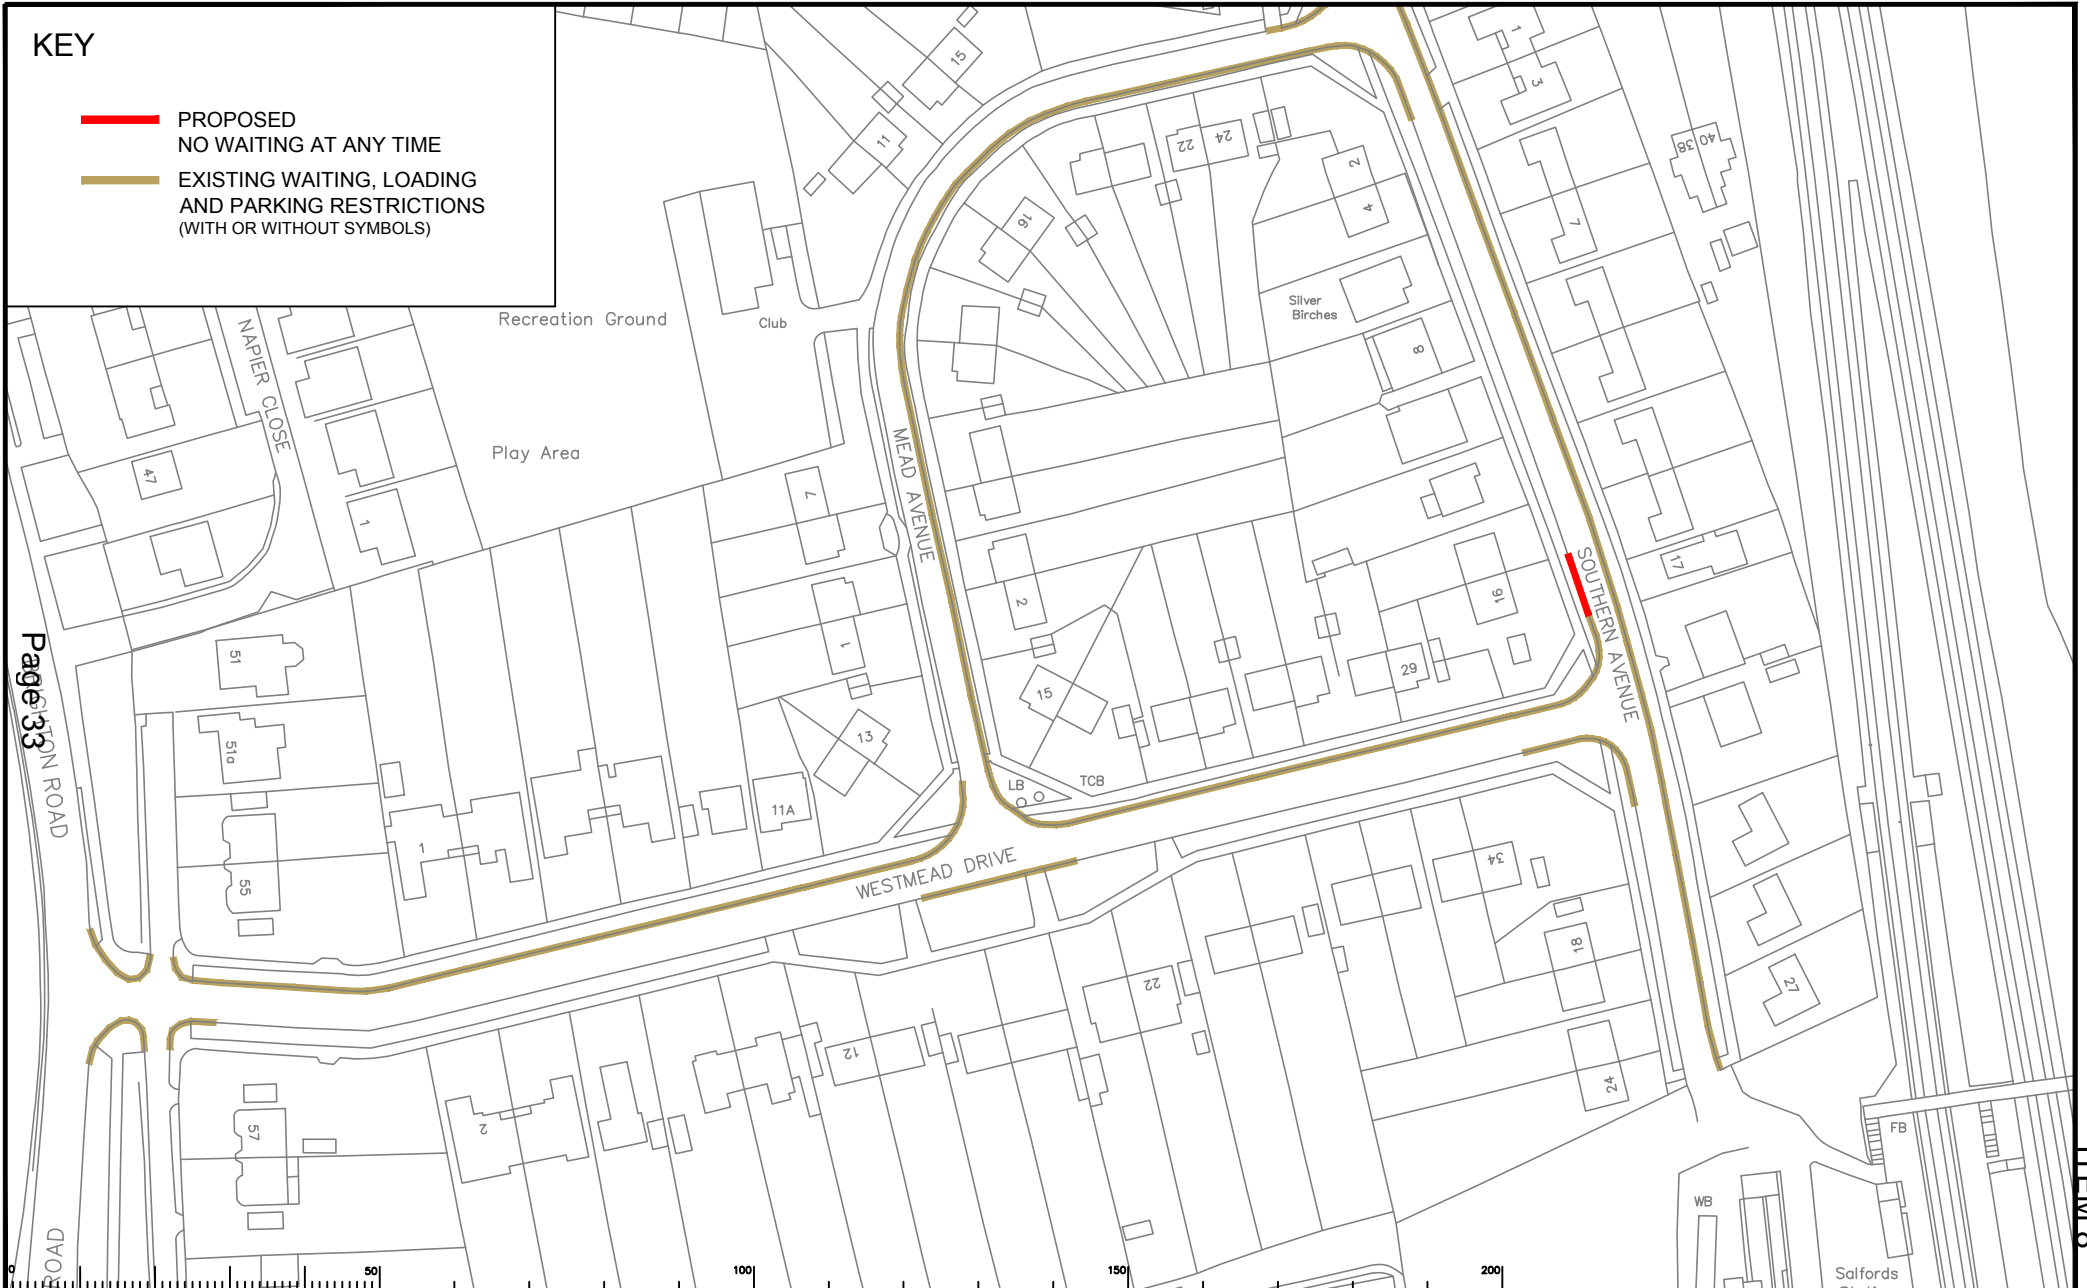 KEY
PROPOSED
NO WAITING AT ANY TIME
EXISTING WAITING, LOADING
AND PARKING RESTRICTIONS
(WITH OR WITHOUT SYMBOLS)
15
11
1
3
7
38
40
22
24
2
4
16
Silver
Birches
8
Recreation Ground
Club
NAPIER CLOSE
Play Area
47
1
7
MEAD AVENUE
2
1
SOUTHERN AVENUE
17
16
29
15
13
51
51a
Page 33
BRIGHTON ROAD
LB
TCB
11A
1
55
WESTMEAD DRIVE
34
18
27
22
12
24
2
57
FB
WB
ROAD
Salfords
0
50
100
150
200